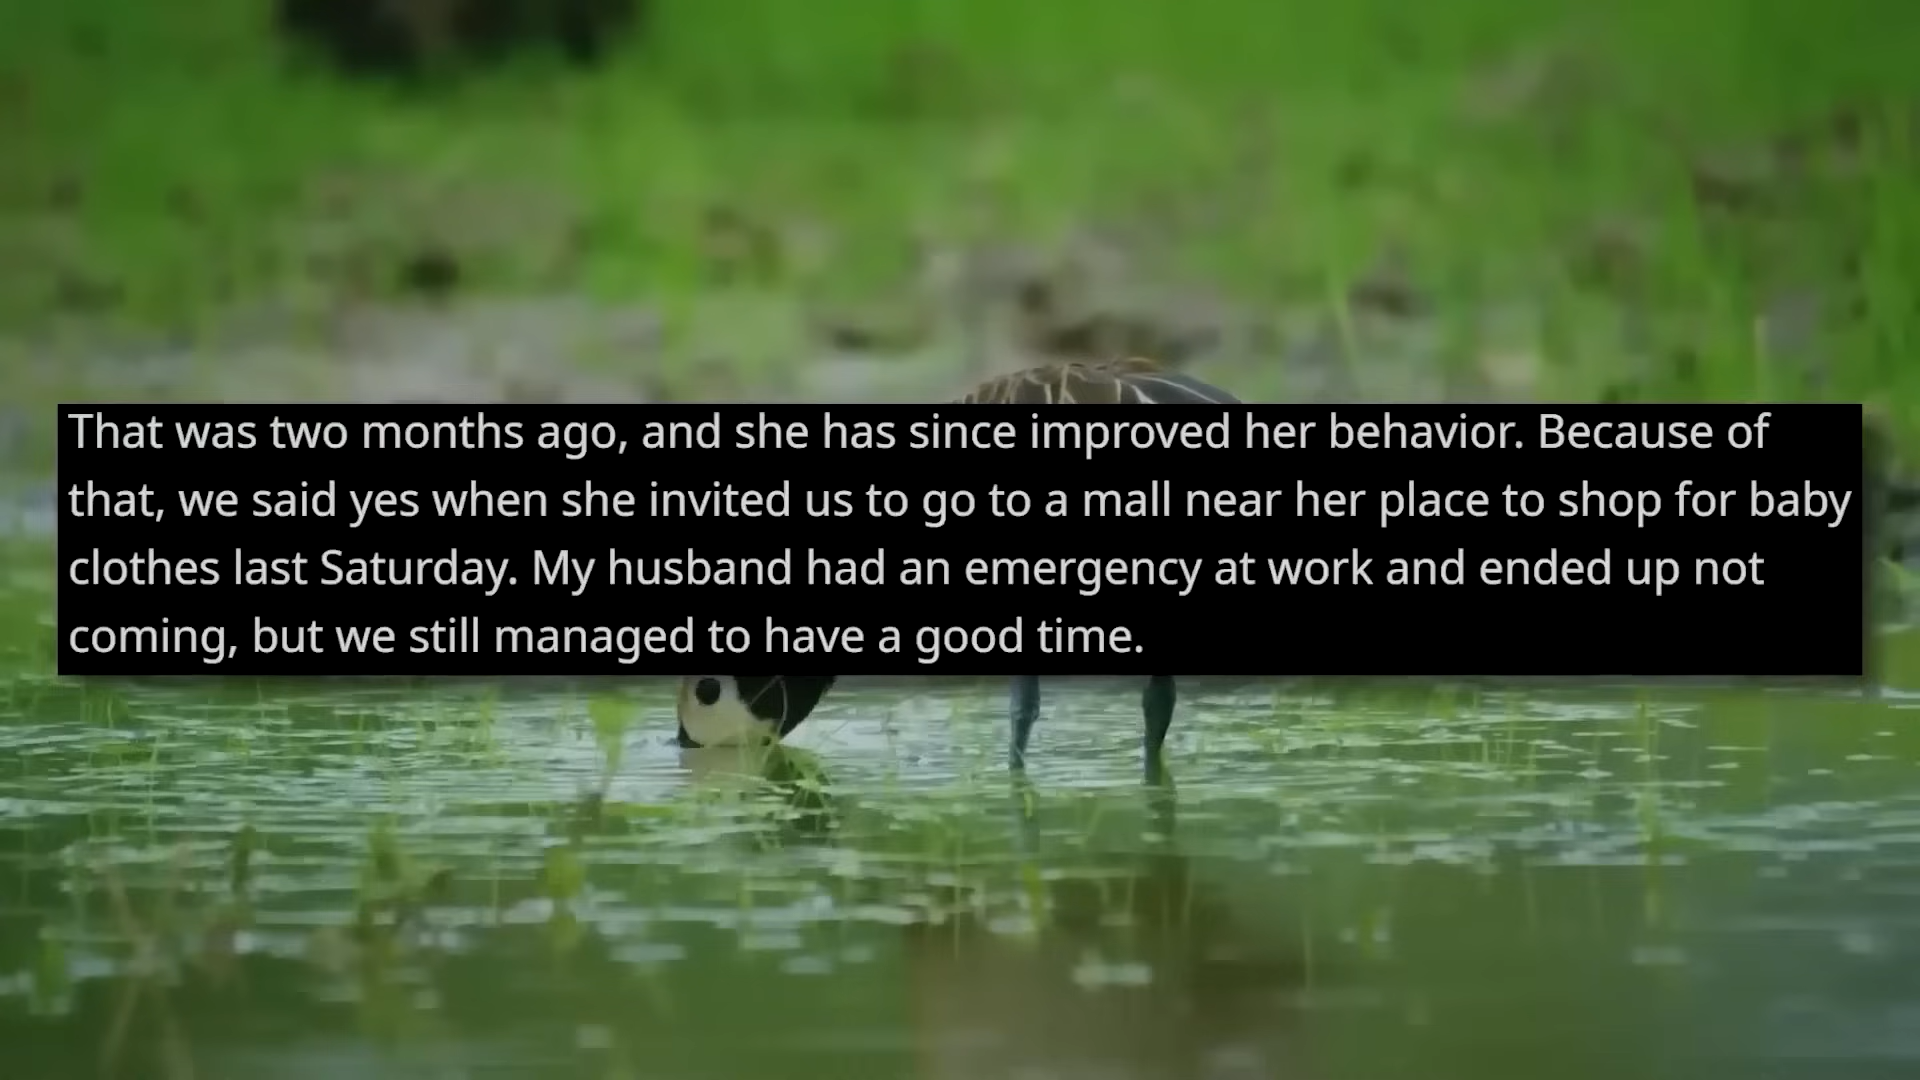 That was two months ago, and she has since improved her behavior. Because of
that, we said yes when she invited us to go to a mall near her place to shop for baby
clothes last Saturday. My husband had an emergency at work and ended up not
coming, but we still managed to have a good time.